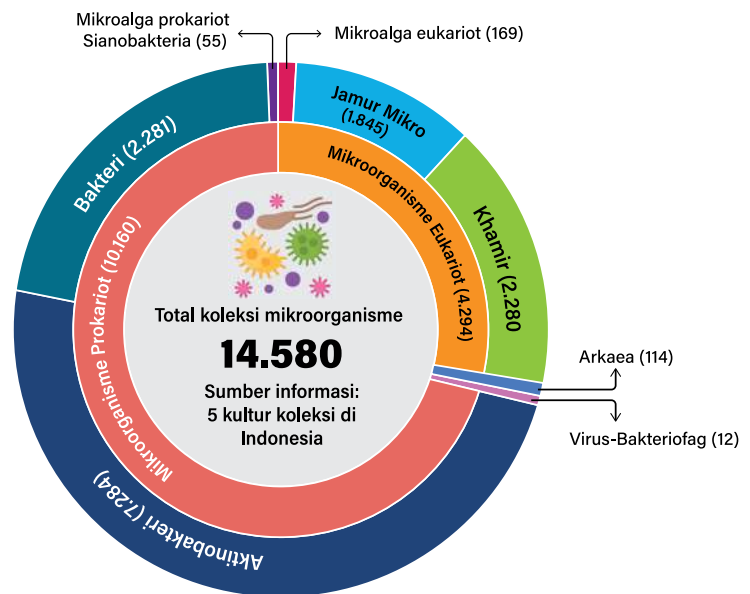 Mikroalga prokariot
Sianobakteria (55)
Mikroalga eukariot (169)
Jamur Mikro
(1.845)
Khamir (2.280
Mikroorganisme Eukariot (4.294)
Arkaea (114)
Virus-Bakteriofag (12)
Aktinobakteri (7.284)
Bakteri (2.281)
Mikroorganisme Prokariot (10.160)
Total koleksi mikroorganisme
14.580
Sumber informasi:
5 kultur koleksi di
Indonesia